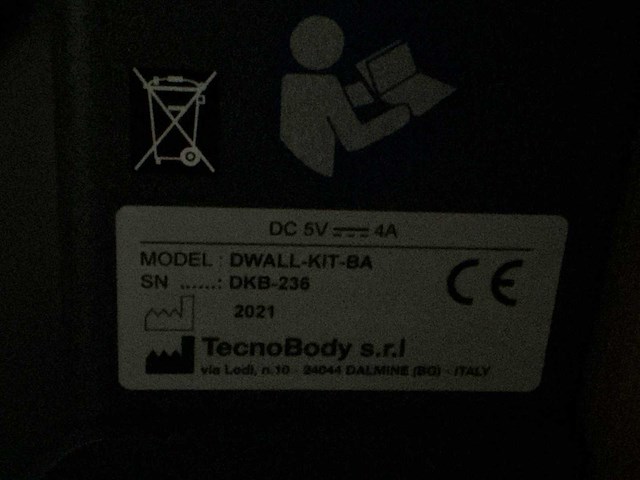 DC 5V ⎓ 4A
MODEL : DWALL-KIT-BA
SN ......: DKB-236
2021
TecnoBody s.r.l
via Lodi, n.10 - 24044 DALMINE (BG) - ITALY
CE